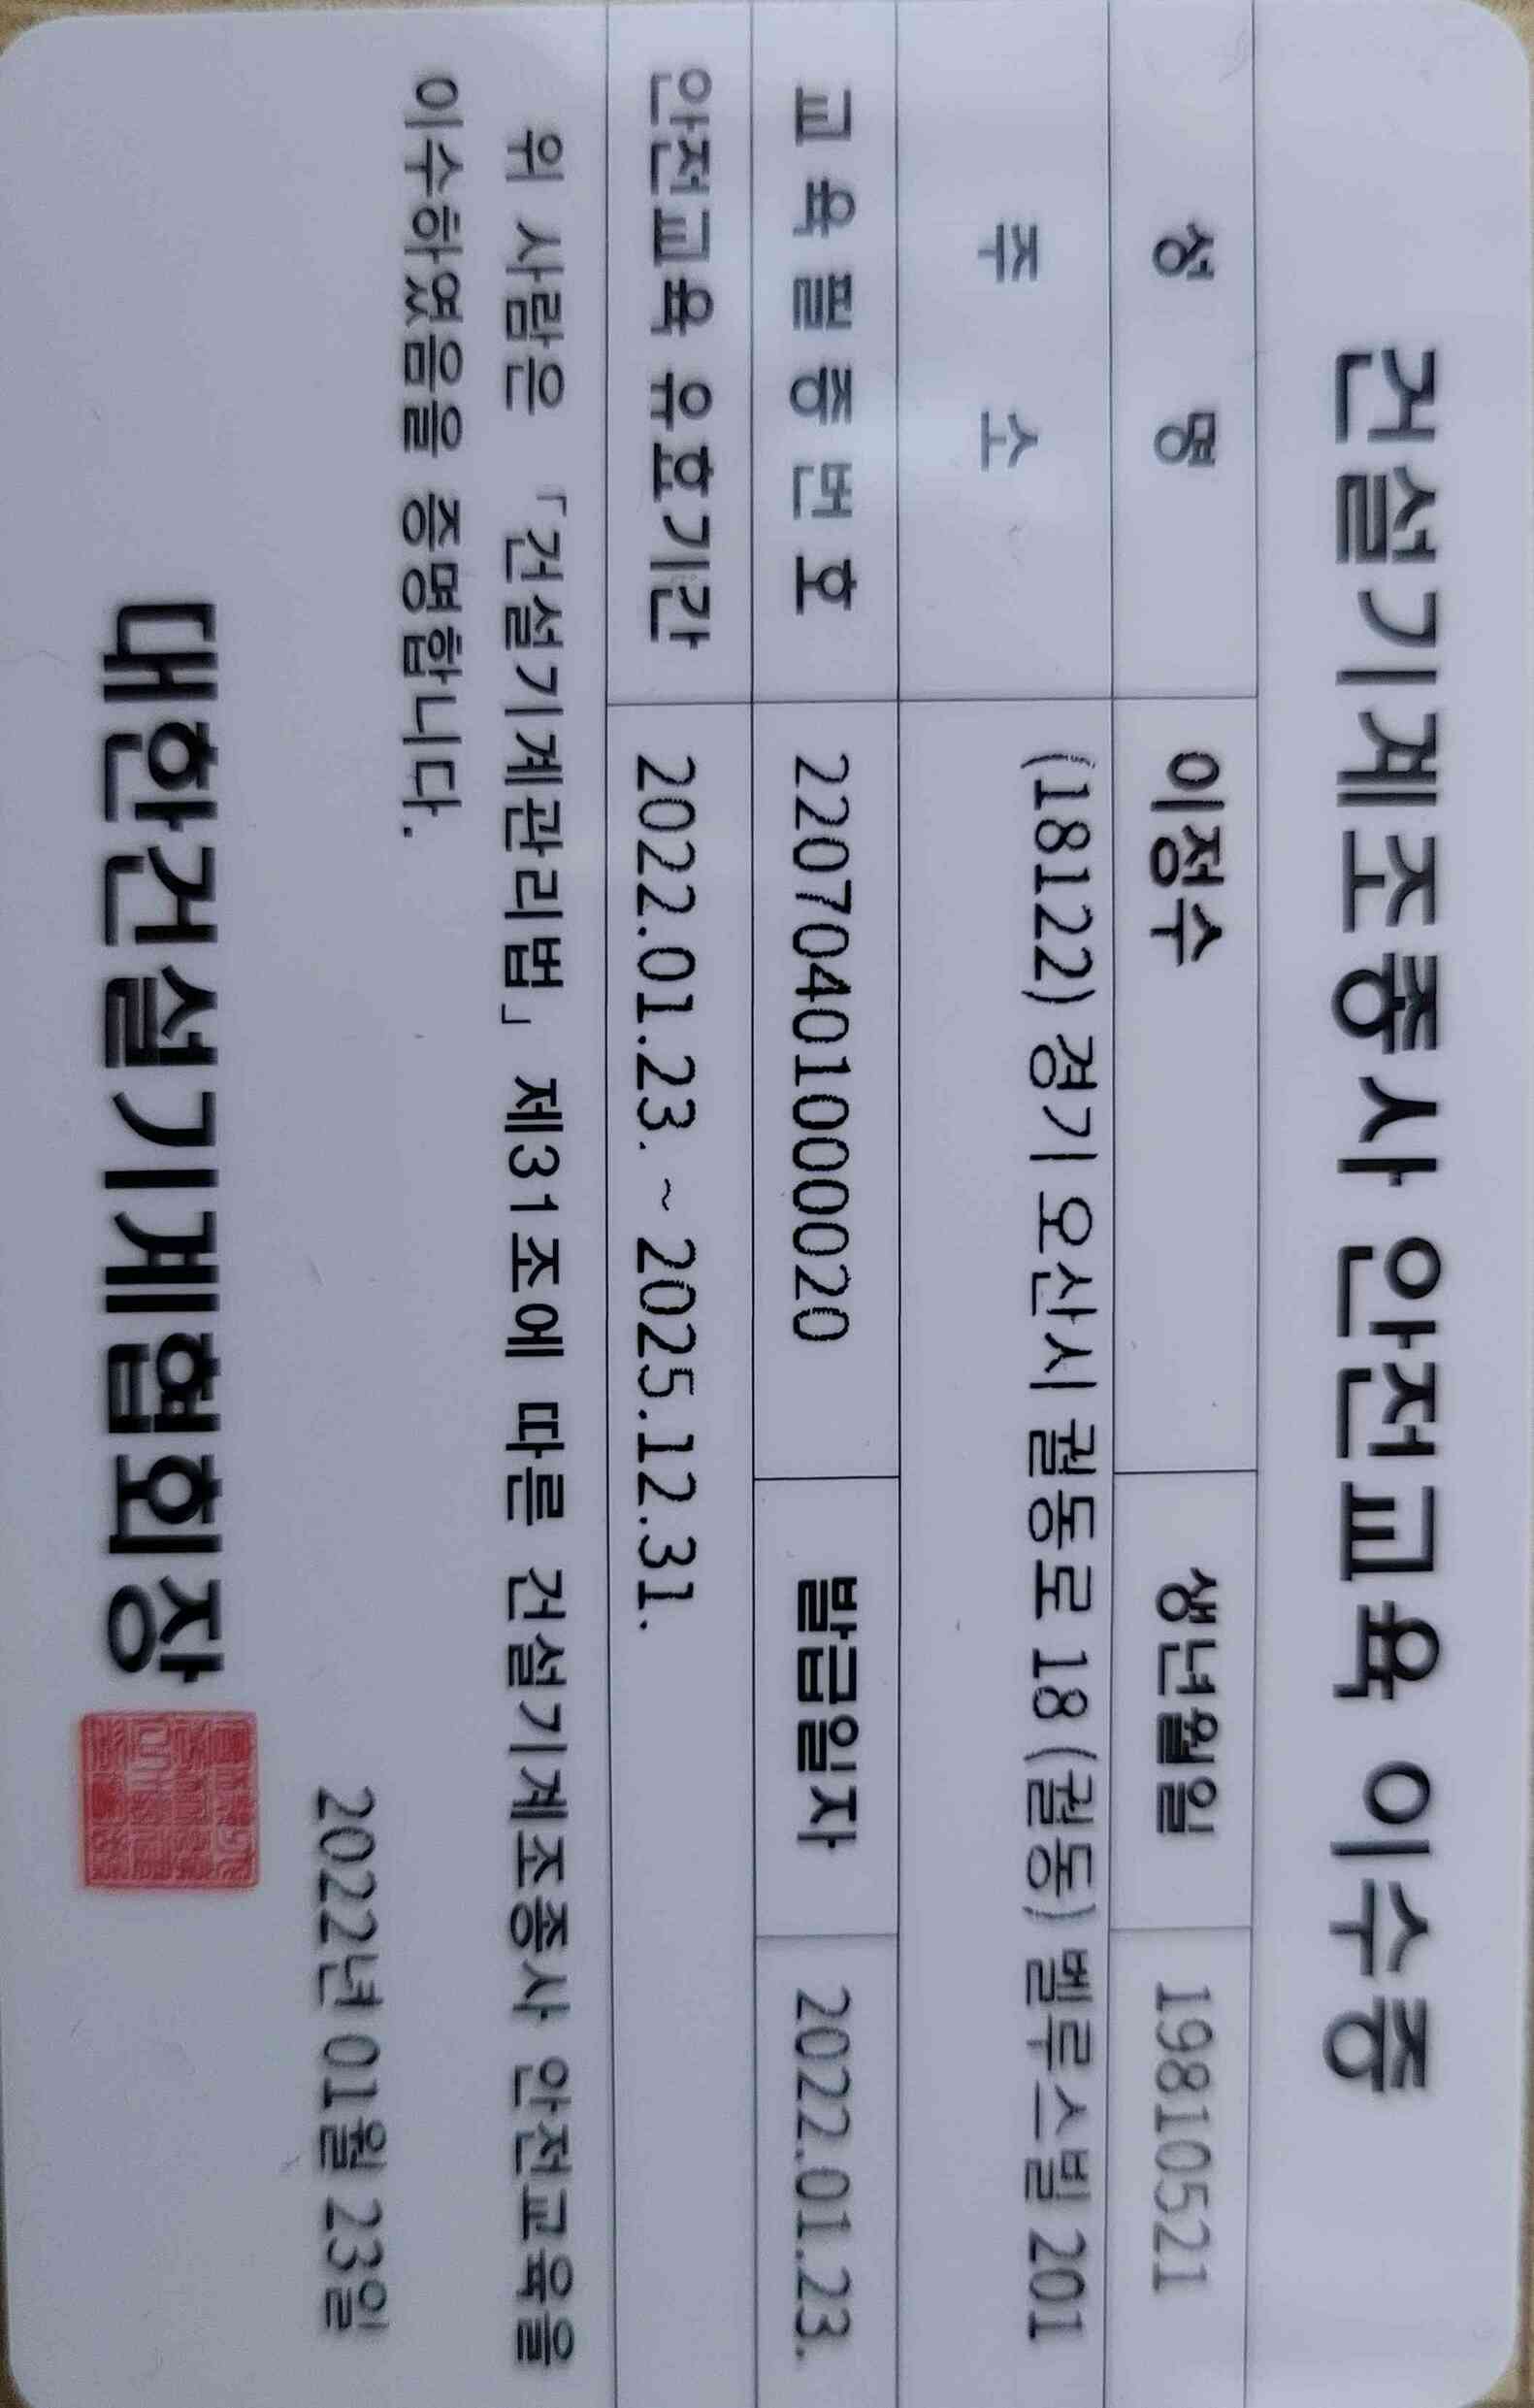 건설기계조종사 안전교육 이수증
성 명 이정수 생년월일 19810521
주 소 (18122) 경기 오산시 궐동로 18 (궐동) 벨루스빌 201
교육필증번호 2207040100020 발급일자 2022.01.23.
안전교육 유효기간 2022.01.23. ~ 2025.12.31.
위 사람은 「건설기계관리법」 제31조에 따른 건설기계조종사 안전교육을
이수하였음을 증명합니다.
2022년 01월 23일
대한건설기계협회장